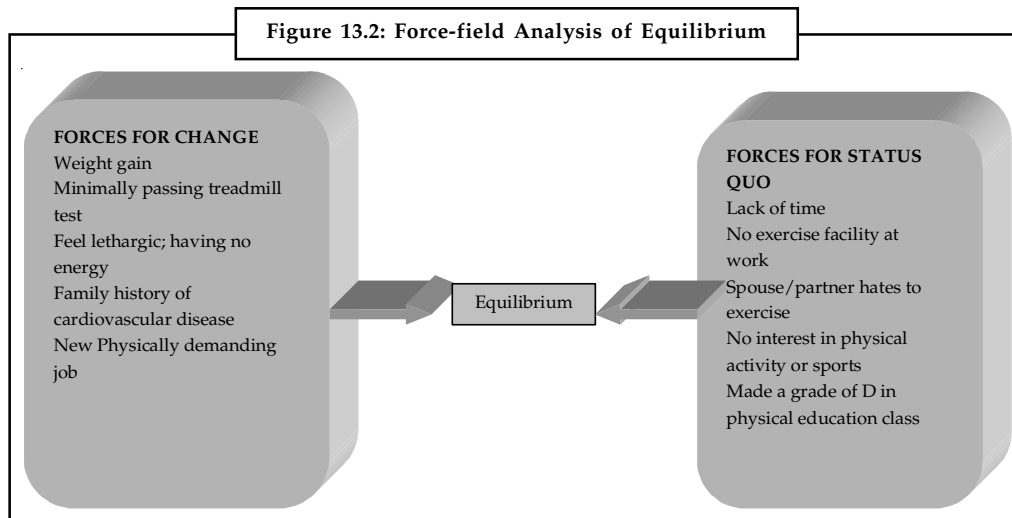 Figure 13.2: Force-field Analysis of Equilibrium
FORCES FOR CHANGE
Weight gain
Minimally passing treadmill
test
Feel lethargic; having no
energy
Family history of
cardiovascular disease
New Physically demanding
job
Equilibrium
FORCES FOR STATUS
QUO
Lack of time
No exercise facility at
work
Spouse/partner hates to
exercise
No interest in physical
activity or sports
Made a grade of D in
physical education class